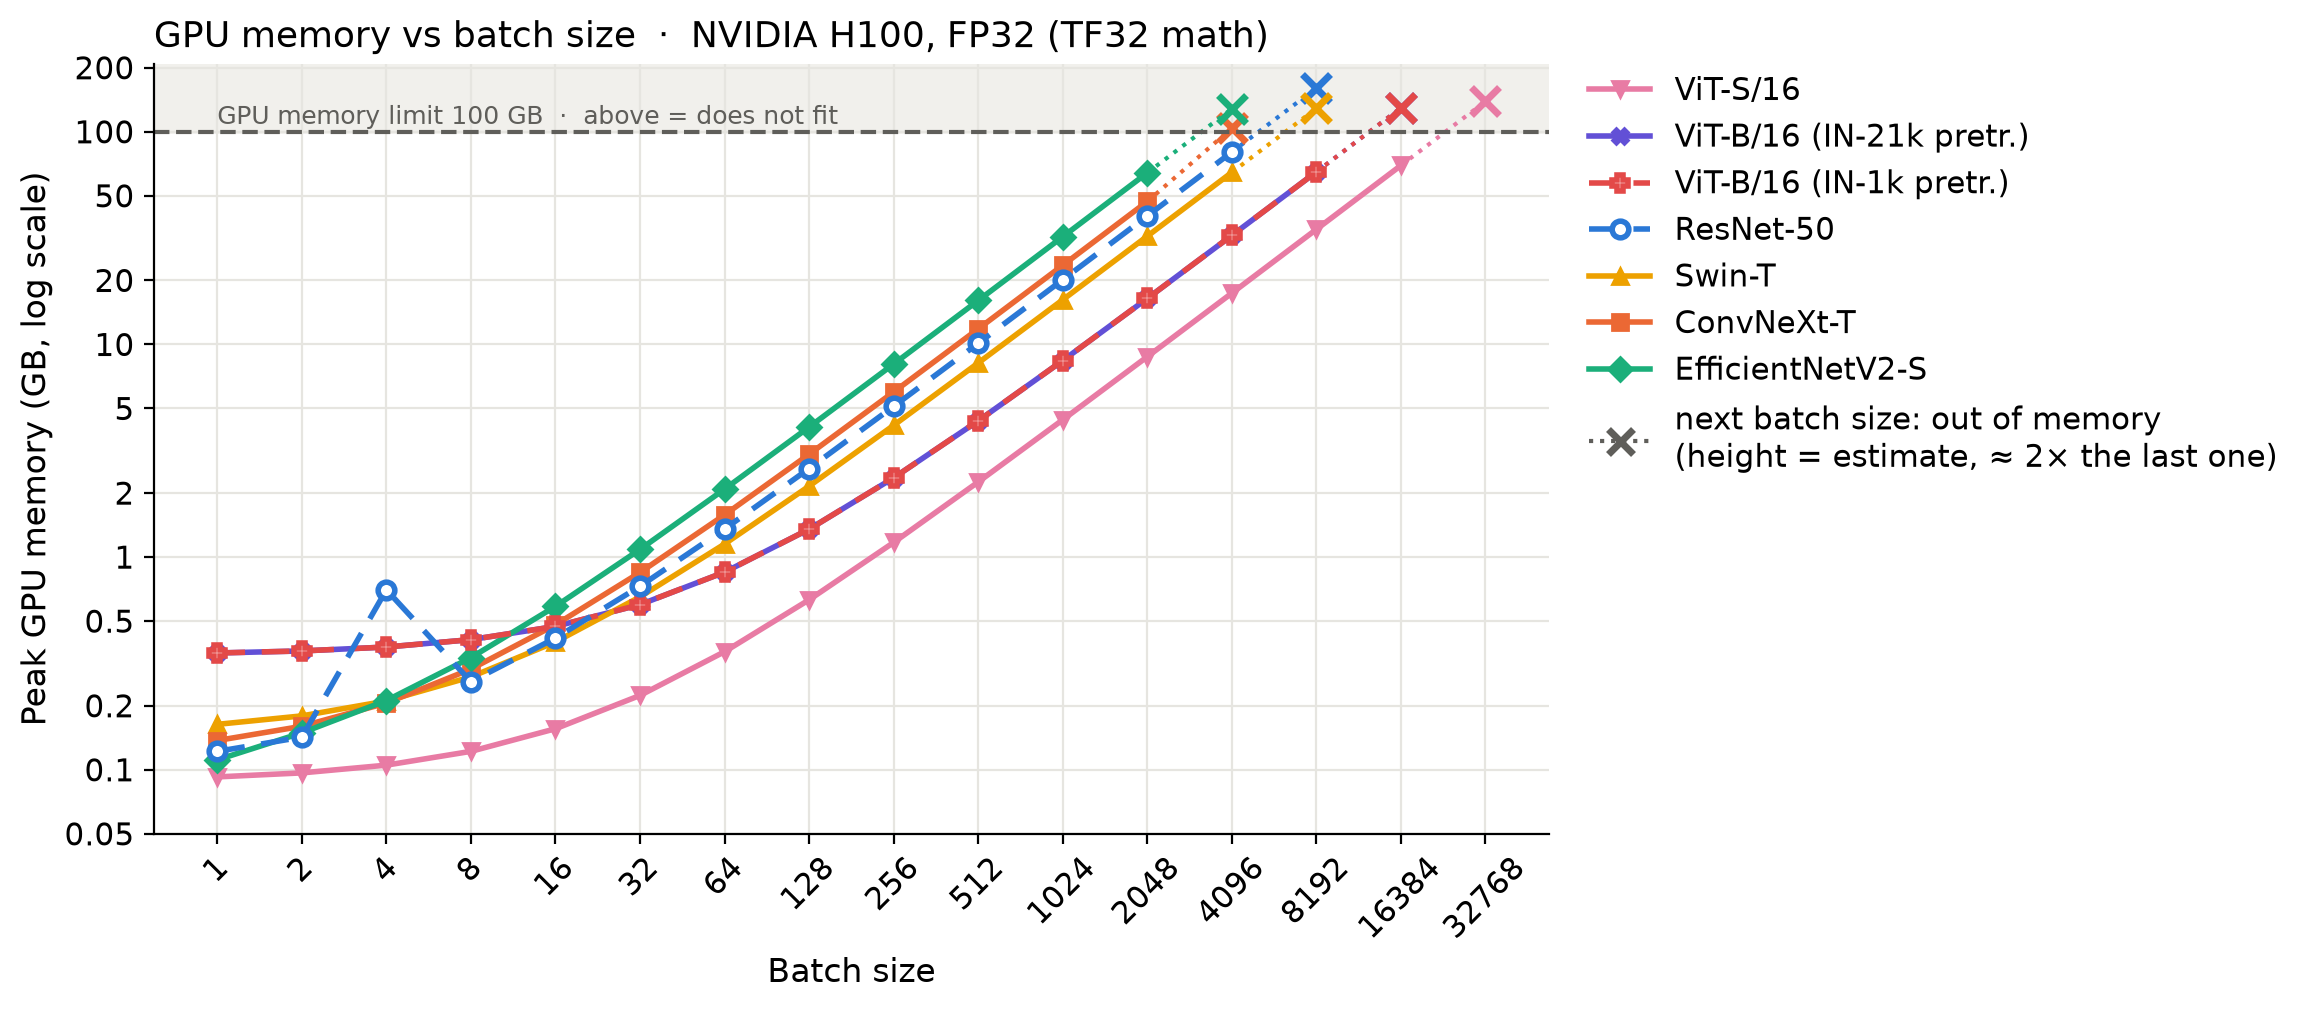 GPU memory vs batch size · NVIDIA H100, FP32 (TF32 math)
Peak GPU memory (GB, log scale)
200
100
50
20
10
5
2
1
0.5
0.2
0.1
0.05
GPU memory limit 100 GB · above = does not fit
1
2
4
8
16
32
64
128
256
512
1024
2048
4096
8192
16384
32768
Batch size
ViT-S/16
ViT-B/16 (IN-21k pretr.)
ViT-B/16 (IN-1k pretr.)
ResNet-50
Swin-T
ConvNeXt-T
EfficientNetV2-S
next batch size: out of memory
(height = estimate, ≈ 2× the last one)